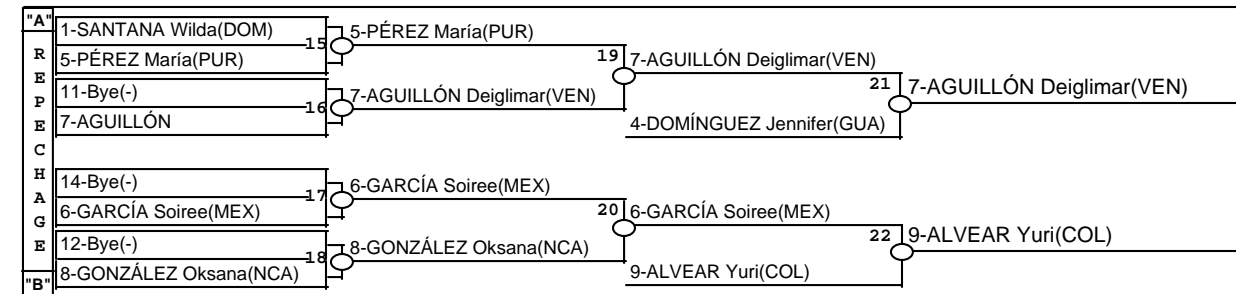 "A"
REPECHAGE
"B"
1-SANTANA Wilda(DOM)
15
5-PÉREZ María(PUR)
5-PÉREZ María(PUR)
19
7-AGUILLÓN Deiglimar(VEN)
21
7-AGUILLÓN Deiglimar(VEN)
11-Bye(-)
16
7-AGUILLÓN Deiglimar(VEN)
7-AGUILLÓN
4-DOMÍNGUEZ Jennifer(GUA)
14-Bye(-)
17
6-GARCÍA Soiree(MEX)
6-GARCÍA Soiree(MEX)
20
6-GARCÍA Soiree(MEX)
22
9-ALVEAR Yuri(COL)
12-Bye(-)
18
8-GONZÁLEZ Oksana(NCA)
8-GONZÁLEZ Oksana(NCA)
9-ALVEAR Yuri(COL)